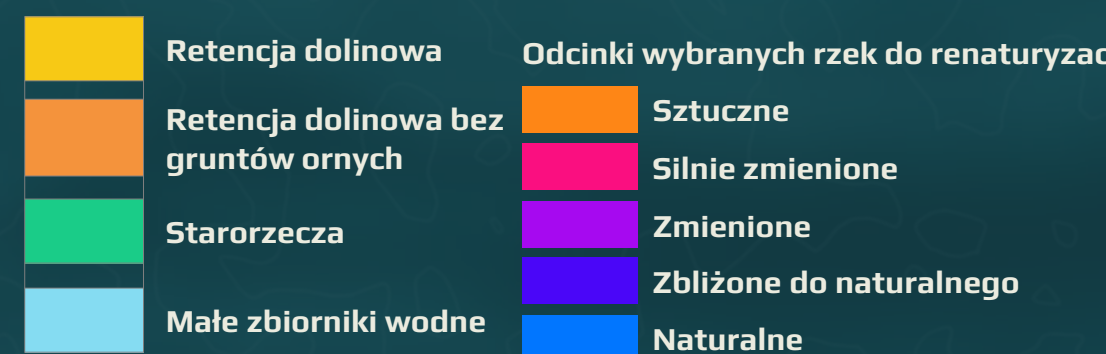 Retencja dolinowa
Retencja dolinowa bez
gruntów ornych
Starorzecza
Małe zbiorniki wodne
Odcinki wybranych rzek do renaturyzac
Sztuczne
Silnie zmienione
Zmienione
Zbliżone do naturalnego
Naturalne